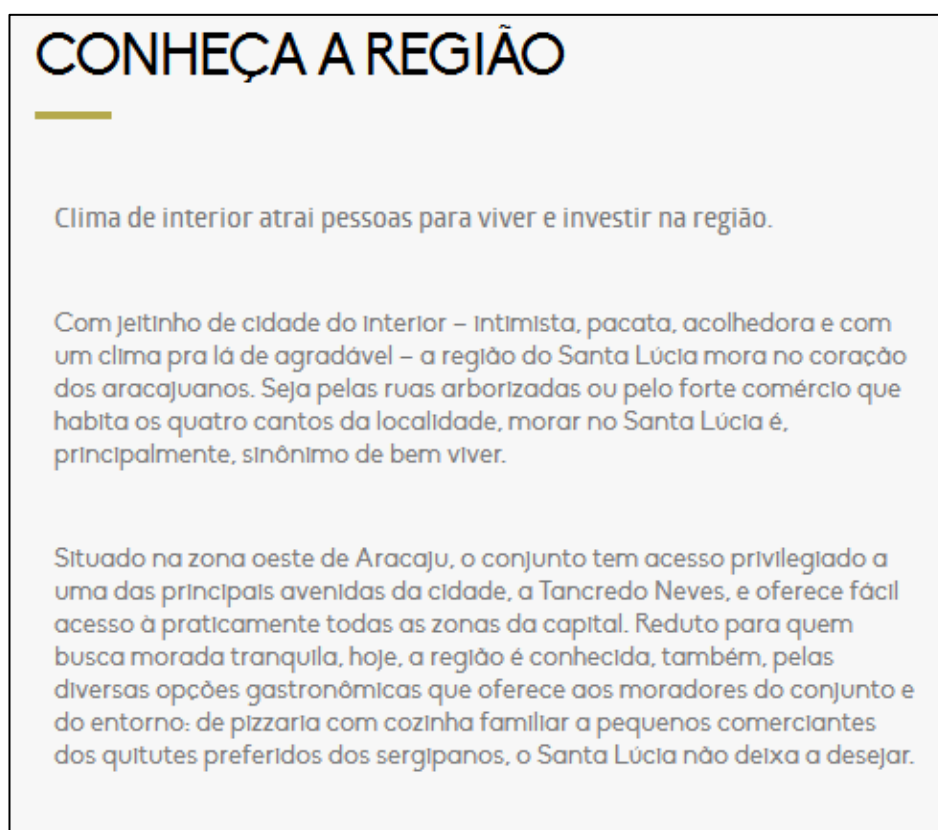 CONHEÇA A REGIÃO
Clima de interior atrai pessoas para viver e investir na região.
Com jeitinho de cidade do interior – intimista, pacata, acolhedora e com
um clima pra lá de agradável – a região do Santa Lúcia mora no coração
dos aracajuanos. Seja pelas ruas arborizadas ou pelo forte comércio que
habita os quatro cantos da localidade, morar no Santa Lúcia é,
principalmente, sinônimo de bem viver.
Situado na zona oeste de Aracaju, o conjunto tem acesso privilegiado a
uma das principais avenidas da cidade, a Tancredo Neves, e oferece fácil
acesso à praticamente todas as zonas da capital. Reduto para quem
busca morada tranquila, hoje, a região é conhecida, também, pelas
diversas opções gastronômicas que oferece aos moradores do conjunto e
do entorno: de pizzaria com cozinha familiar a pequenos comerciantes
dos quitutes preferidos dos sergipanos, o Santa Lúcia não deixa a desejar.